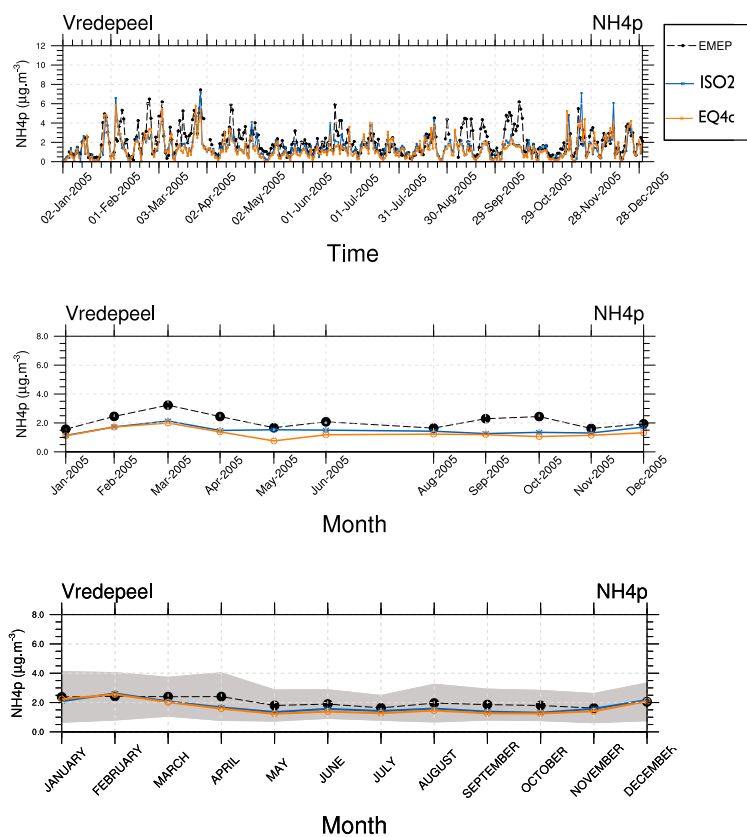 Vredepeel NH4p
NH4p (µg.m-3)
12
10
8
6
4
2
0
02-Jan-2005 01-Feb-2005 03-Mar-2005 02-Apr-2005 02-May-2005 01-Jun-2005 01-Jul-2005 31-Jul-2005 30-Aug-2005 29-Sep-2005 29-Oct-2005 28-Nov-2005 28-Dec-2005
Time
EMEP
ISO2
EQ4c
Vredepeel NH4p
NH4p (µg.m-3)
8.0
6.0
4.0
2.0
0.0
Jan-2005 Feb-2005 Mar-2005 Apr-2005 May-2005 Jun-2005 Aug-2005 Sep-2005 Oct-2005 Nov-2005 Dec-2005
Month
Vredepeel NH4p
NH4p (µg.m-3)
8.0
6.0
4.0
2.0
0.0
JANUARY FEBRUARY MARCH APRIL MAY JUNE JULY AUGUST SEPTEMBER OCTOBER NOVEMBER DECEMBER
Month